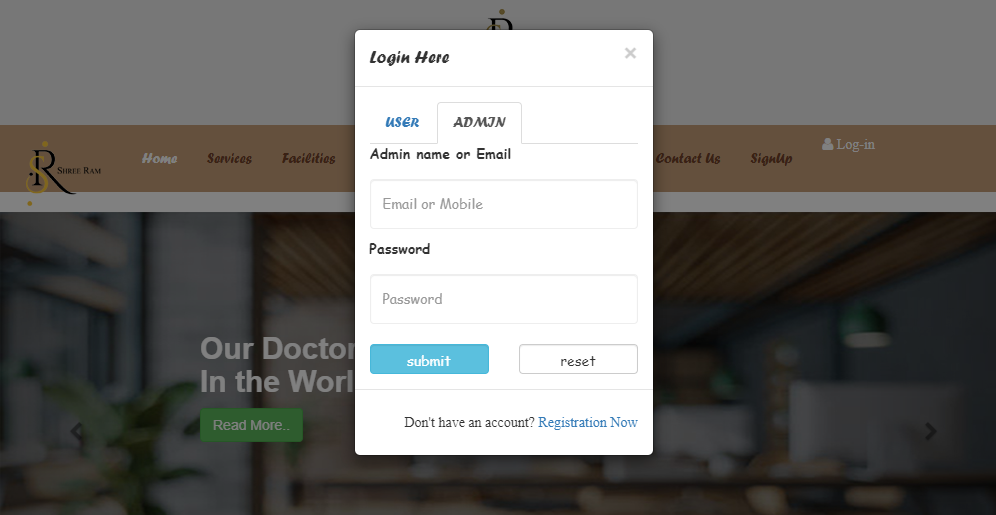 Login Here ×
USER ADMIN
Admin name or Email
Email or Mobile
Password
Password
submit reset
Don't have an account? Registration Now
SHREE RAM
Home Services Facilities Contact Us SignUp Log-in
Our Doctor
In the Worl
Read More..